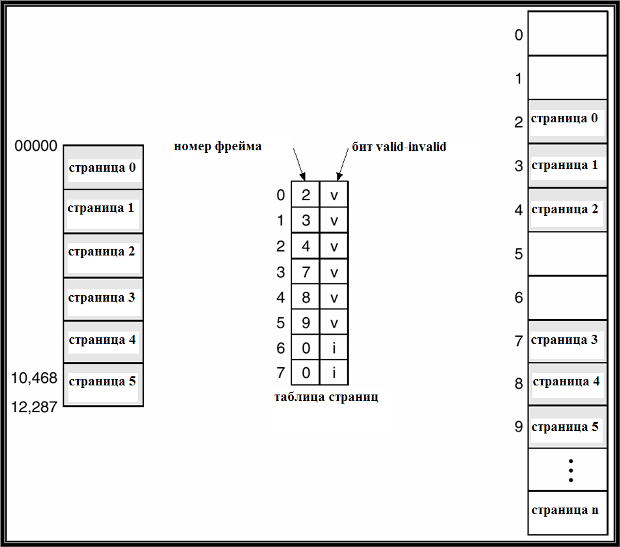 номер фрейма
бит valid-invalid
00000
страница 0
страница 1
страница 2
страница 3
страница 4
10,468
страница 5
12,287
0 2 v
1 3 v
2 4 v
3 7 v
4 8 v
5 9 v
6 0 i
7 0 i
таблица страниц
0
1
2 страница 0
3 страница 1
4 страница 2
5
6
7 страница 3
8 страница 4
9 страница 5
страница n